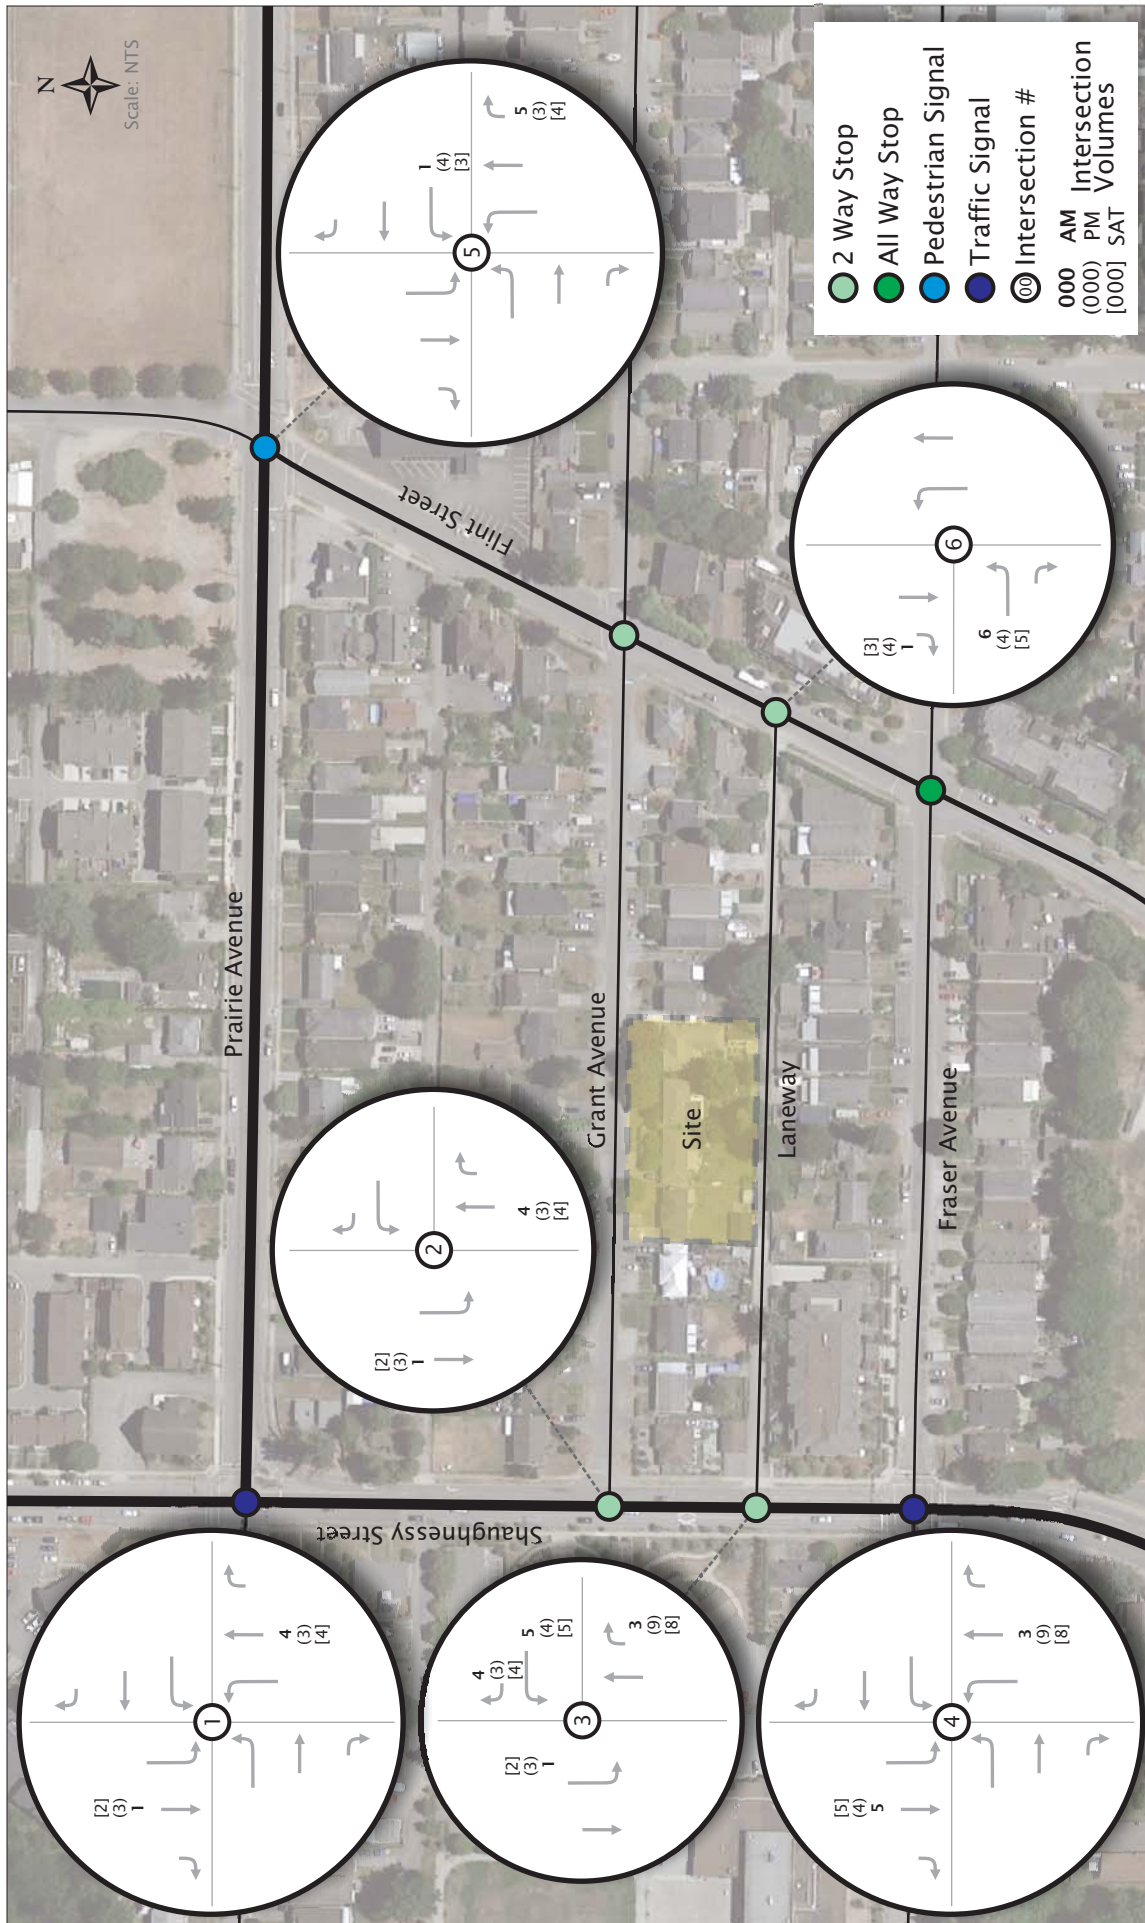 N
Scale: NTS
5
1
(4)
[3]
5
(3)
[4]
2 Way Stop
All Way Stop
Pedestrian Signal
Traffic Signal
00 Intersection #
000 AM Intersection
(000) PM Volumes
[000] SAT
Flint Street
6
[3]
(4)
1
6
(4)
[5]
Prairie Avenue
Grant Avenue
Site
Laneway
Fraser Avenue
2
[2]
(3)
1
4
(3)
[4]
Shaughnessy Street
1
[2]
(3)
1
4
(3)
[4]
3
[2]
(3)
1
4
(3)
[4]
5
(4)
[5]
3
(9)
[8]
4
[5]
(4)
5
3
(9)
[8]